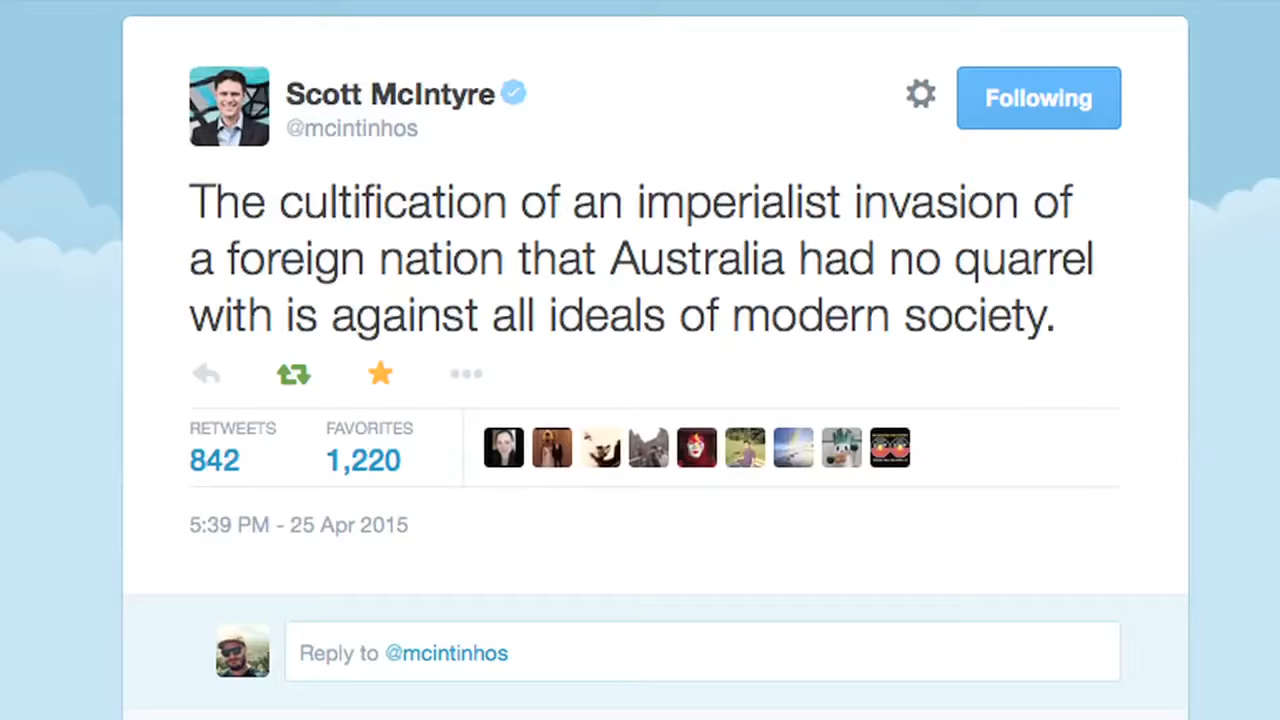 Scott McIntyre
@mcintinhos
Following
The cultification of an imperialist invasion of
a foreign nation that Australia had no quarrel
with is against all ideals of modern society.
RETWEETS FAVORITES
842 1,220
5:39 PM - 25 Apr 2015
Reply to @mcintinhos